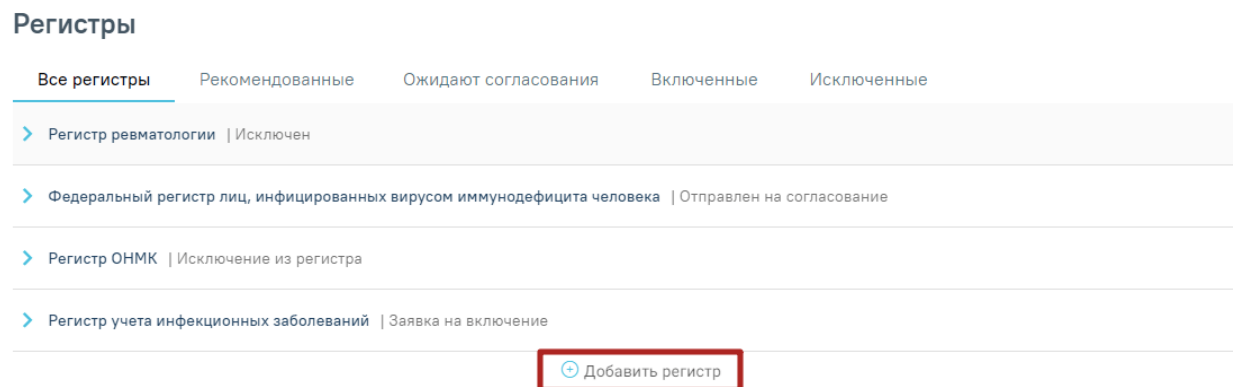 Регистры
Все регистры Рекомендованные Ожидают согласования Включенные Исключенные
Регистр ревматологии | Исключен
Федеральный регистр лиц, инфицированных вирусом иммунодефицита человека | Отправлен на согласование
Регистр ОНМК | Исключение из регистра
Регистр учета инфекционных заболеваний | Заявка на включение
Добавить регистр